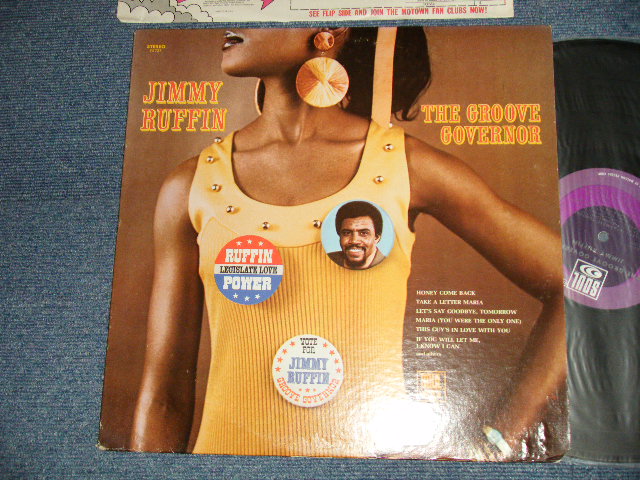 SEE FLIP SIDE AND JOIN THE MOTOWN FAN CLUBS NOW!
STEREO
JIMMY
RUFFIN
THE GROOVE
GOVERNOR
RUFFIN
LEGISLATE LOVE
POWER
VOTE
FOR
JIMMY
RUFFIN
GROOVE GOVERNOR
HONEY COME BACK
TAKE A LETTER MARIA
LET'S SAY GOODBYE, TOMORROW
MARIA (YOU WERE THE ONLY ONE)
THIS GUY'S IN LOVE WITH YOU
IF YOU WILL LET ME,
I KNOW I CAN
and others
SOUL